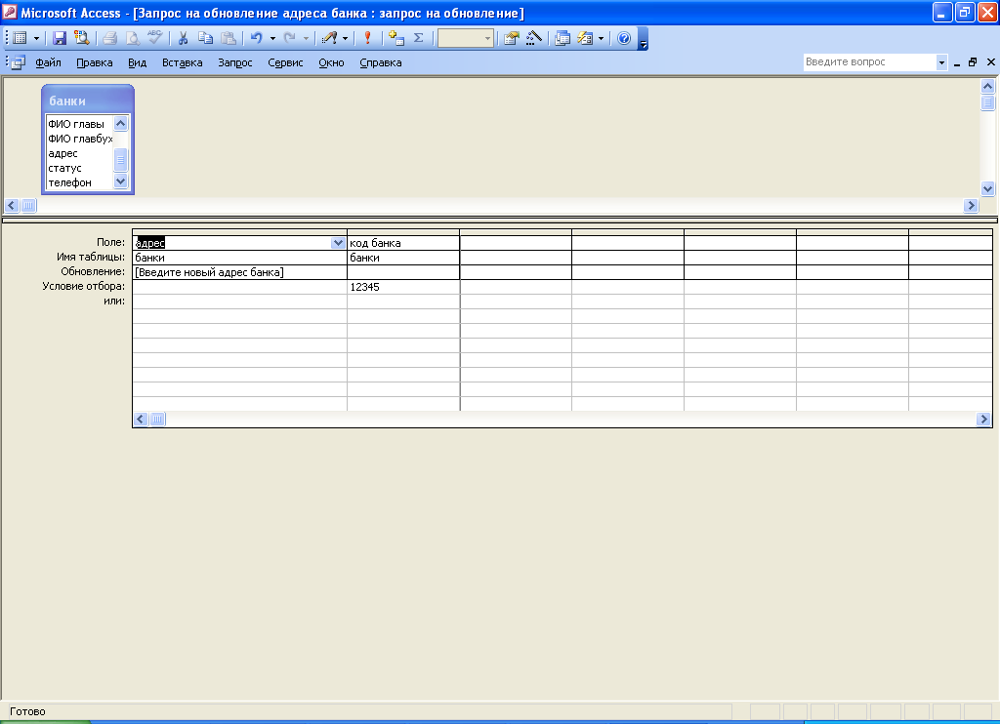 Microsoft Access - [Запрос на обновление адреса банка : запрос на обновление]
Файл Правка Вид Вставка Запрос Сервис Окно Справка Введите вопрос
банки
ФИО главы
ФИО главбух
адрес
статус
телефон
Поле: адрес код банка
Имя таблицы: банки банки
Обновление: [Введите новый адрес банка]
Условие отбора: 12345
или:
Готово